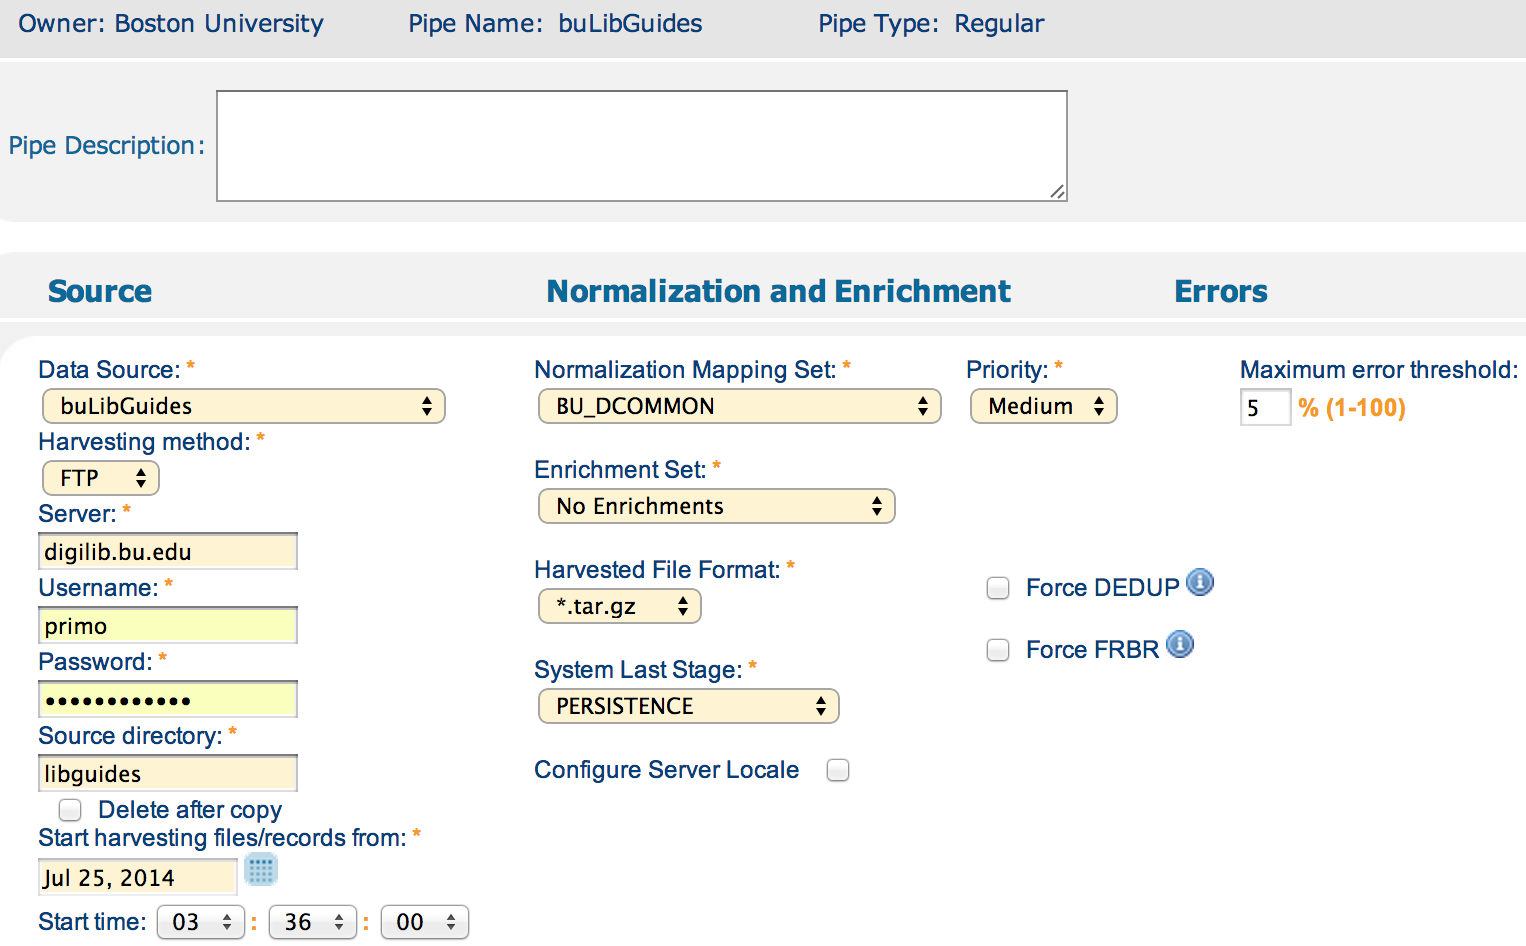 Owner: Boston University Pipe Name: buLibGuides Pipe Type: Regular
Pipe Description:
Source Normalization and Enrichment Errors
Data Source: * Normalization Mapping Set: * Priority: * Maximum error threshold:
buLibGuides BU_DCOMMON Medium 5 % (1-100)
Harvesting method: *
Enrichment Set: *
FTP
No Enrichments
Server: *
digilib.bu.edu
Harvested File Format: *
Username: * Force DEDUP
*.tar.gz
primo
Force FRBR
Password: *
System Last Stage: *
••••••••••••
PERSISTENCE
Source directory: *
libguides
Configure Server Locale
Delete after copy
Start harvesting files/records from: *
Jul 25, 2014
Start time: 03 : 36 : 00